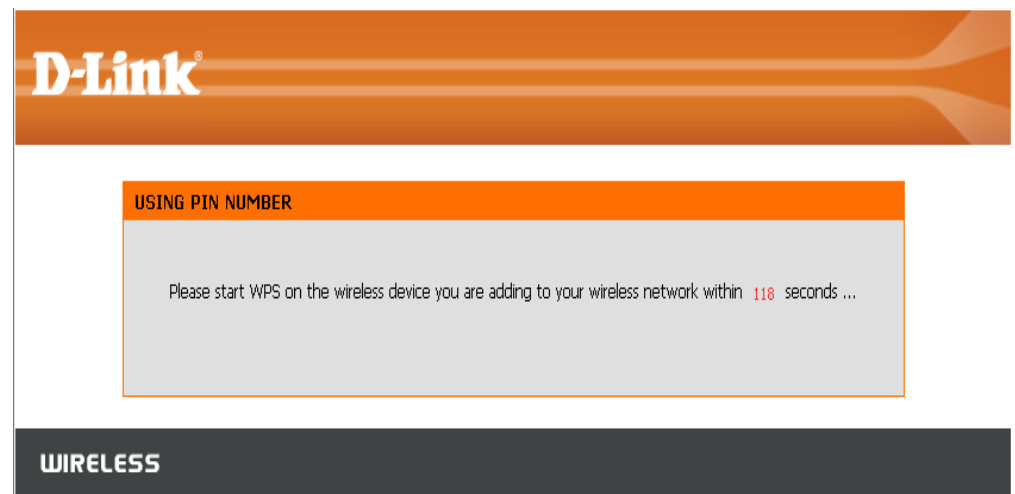 D-Link®
USING PIN NUMBER
Please start WPS on the wireless device you are adding to your wireless network within 118 seconds ...
WIRELESS